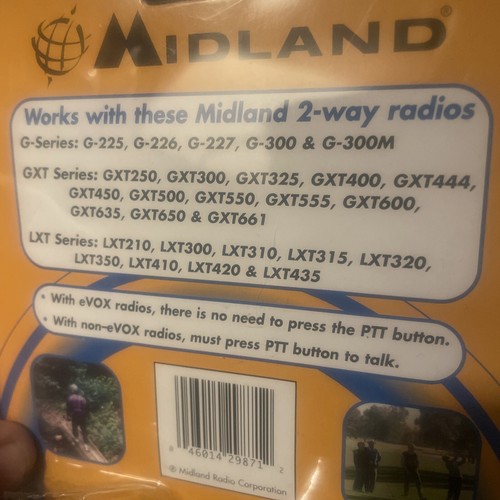 MIDLAND®
Works with these Midland 2-way radios
G-Series: G-225, G-226, G-227, G-300 & G-300M
GXT Series: GXT250, GXT300, GXT325, GXT400, GXT444,
GXT450, GXT500, GXT550, GXT555, GXT600,
GXT635, GXT650 & GXT661
LXT Series: LXT210, LXT300, LXT310, LXT315, LXT320,
LXT350, LXT410, LXT420 & LXT435
• With eVOX radios, there is no need to press the PTT button.
• With non-eVOX radios, must press PTT button to talk.
0 46014 29871 2
® Midland Radio Corporation